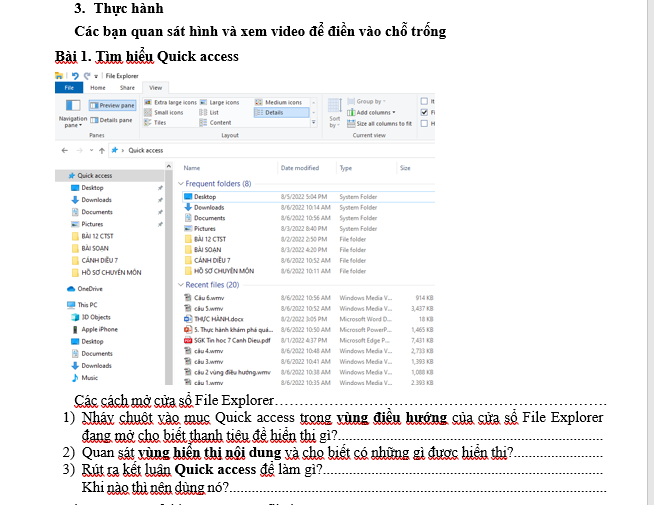 3. Thực hành
Các bạn quan sát hình và xem video để điền vào chỗ trống
Bài 1. Tìm hiểu Quick access
File Explorer
File Home Share View
Navigation pane
Preview pane
Details pane
Panes
Extra large icons Large icons Medium icons
Small icons List Details
Tiles Content
Layout
Sort by
Group by
Add columns
Size all columns to fit
Current view
Quick access
Quick access
Desktop
Downloads
Documents
Pictures
BÀI 12 CTST
BÀI SOẠN
CÁNH DIỀU 7
HỒ SƠ CHUYÊN MÔN
OneDrive
This PC
3D Objects
Apple iPhone
Desktop
Documents
Downloads
Music
Name Date modified Type Size
Frequent folders (8)
Desktop 8/5/2022 5:04 PM System Folder
Downloads 8/6/2022 10:14 AM System Folder
Documents 8/6/2022 10:56 AM System Folder
Pictures 8/3/2022 8:40 PM System Folder
BÀI 12 CTST 8/2/2022 2:50 PM File folder
BÀI SOẠN 8/3/2022 4:20 PM File folder
CÁNH DIỀU 7 8/6/2022 10:52 AM File folder
HỒ SƠ CHUYÊN MÔN 8/6/2022 10:11 AM File folder
Recent files (20)
Câu 6.wmv 8/6/2022 10:56 AM Windows Media V... 914 KB
câu 5.wmv 8/6/2022 10:52 AM Windows Media V... 3,437 KB
THỰC HÀNH.docx 8/2/2022 3:05 PM Microsoft Word D... 18 KB
5. Thực hành khám phá quả... 8/6/2022 10:50 AM Microsoft PowerP... 1,465 KB
SGK Tin hoc 7 Canh Dieu.pdf 8/1/2022 4:37 PM Microsoft Edge P... 7,431 KB
câu 4.wmv 8/6/2022 10:48 AM Windows Media V... 2,733 KB
câu 3.wmv 8/6/2022 10:41 AM Windows Media V... 1,393 KB
câu 2 vùng điều hướng.wmv 8/6/2022 10:38 AM Windows Media V... 1,088 KB
câu 1.wmv 8/6/2022 10:35 AM Windows Media V... 2.393 KB
Các cách mở cửa sổ File Explorer
1) Nháy chuột vào mục Quick access trong vùng điều hướng của cửa sổ File Explorer
đang mở cho biết thanh tiêu đề hiển thị gì?
2) Quan sát vùng hiển thị nội dung và cho biết có những gì được hiển thị?
3) Rút ra kết luận Quick access để làm gì?
Khi nào thì nên dùng nó?